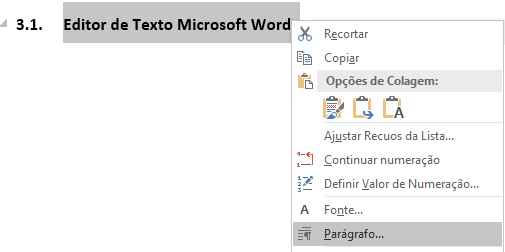 3.1. Editor de Texto Microsoft Word
Recortar
Copiar
Opções de Colagem:
Ajustar Recuos da Lista...
Continuar numeração
Definir Valor de Numeração...
Fonte...
Parágrafo...